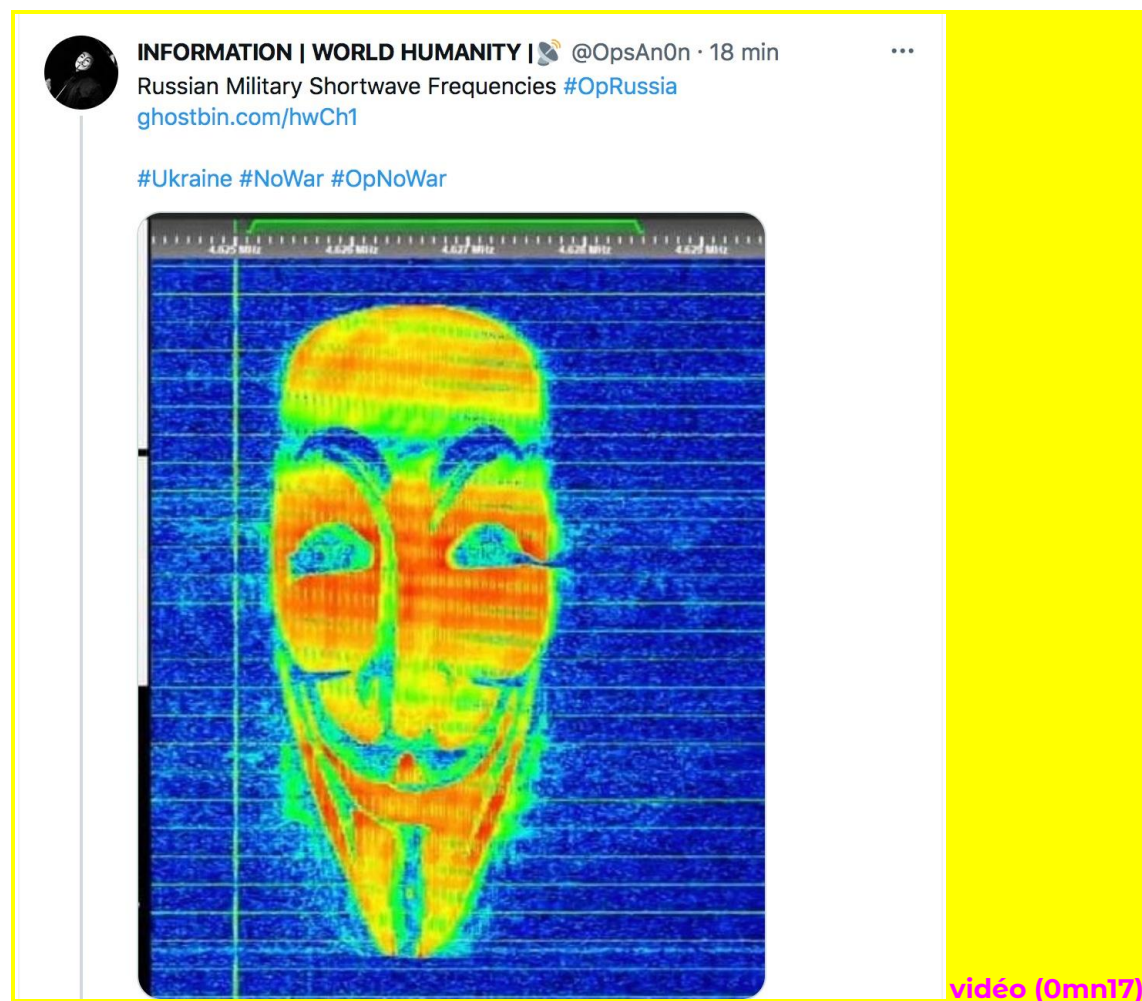 INFORMATION | WORLD HUMANITY |📡 @OpsAn0n · 18 min
Russian Military Shortwave Frequencies #OpRussia
ghostbin.com/hwCh1
#Ukraine #NoWar #OpNoWar
4.625 MHz 4.626 MHz 4.627 MHz 4.628 MHz 4.629 MHz
vidéo (0mn17)